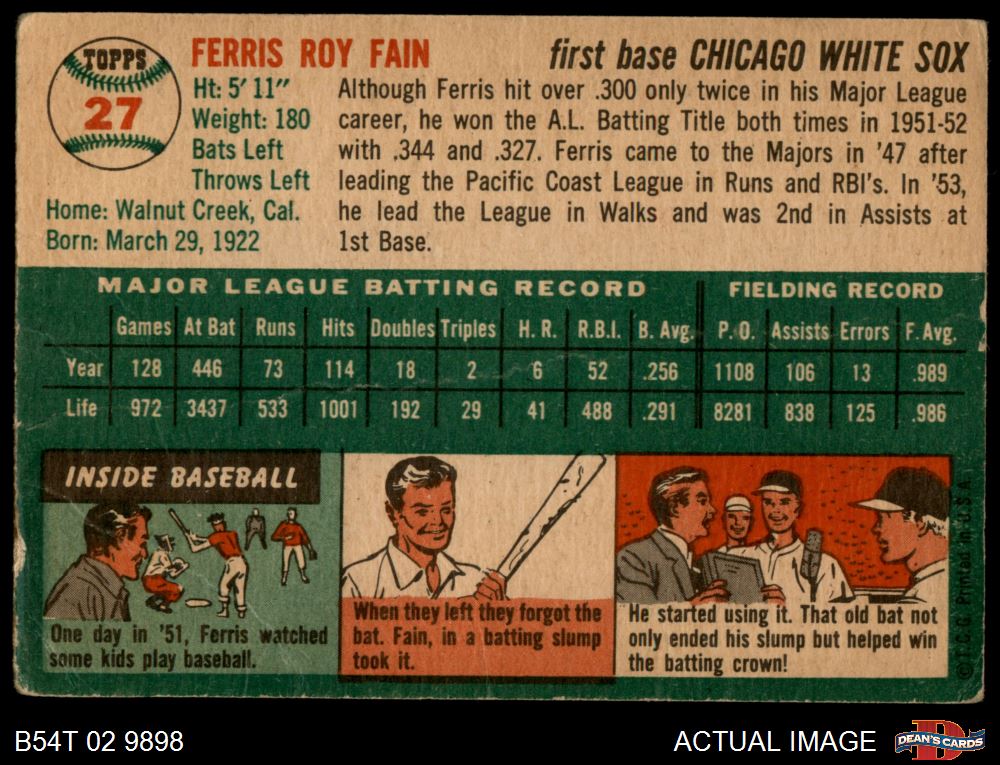 TOPPS
27
FERRIS ROY FAIN
first base CHICAGO WHITE SOX
Ht: 5' 11"
Weight: 180
Bats Left
Throws Left
Home: Walnut Creek, Cal.
Born: March 29, 1922
Although Ferris hit over .300 only twice in his Major League
career, he won the A.L. Batting Title both times in 1951-52
with .344 and .327. Ferris came to the Majors in '47 after
leading the Pacific Coast League in Runs and RBI's. In '53,
he lead the League in Walks and was 2nd in Assists at
1st Base.
MAJOR LEAGUE BATTING RECORD FIELDING RECORD
Games At Bat Runs Hits Doubles Triples H. R. R.B.I. B. Avg. P. O. Assists Errors F. Avg.
Year 128 446 73 114 18 2 6 52 .256 1108 106 13 .989
Life 972 3437 533 1001 192 29 41 488 .291 8281 838 125 .986
INSIDE BASEBALL
One day in '51, Ferris watched
some kids play baseball.
When they left they forgot the
bat. Fain, in a batting slump
took it.
He started using it. That old bat not
only ended his slump but helped win
the batting crown!
© T.C.G. Printed in U.S.A.
B54T 02 9898
ACTUAL IMAGE
DEAN'S CARDS